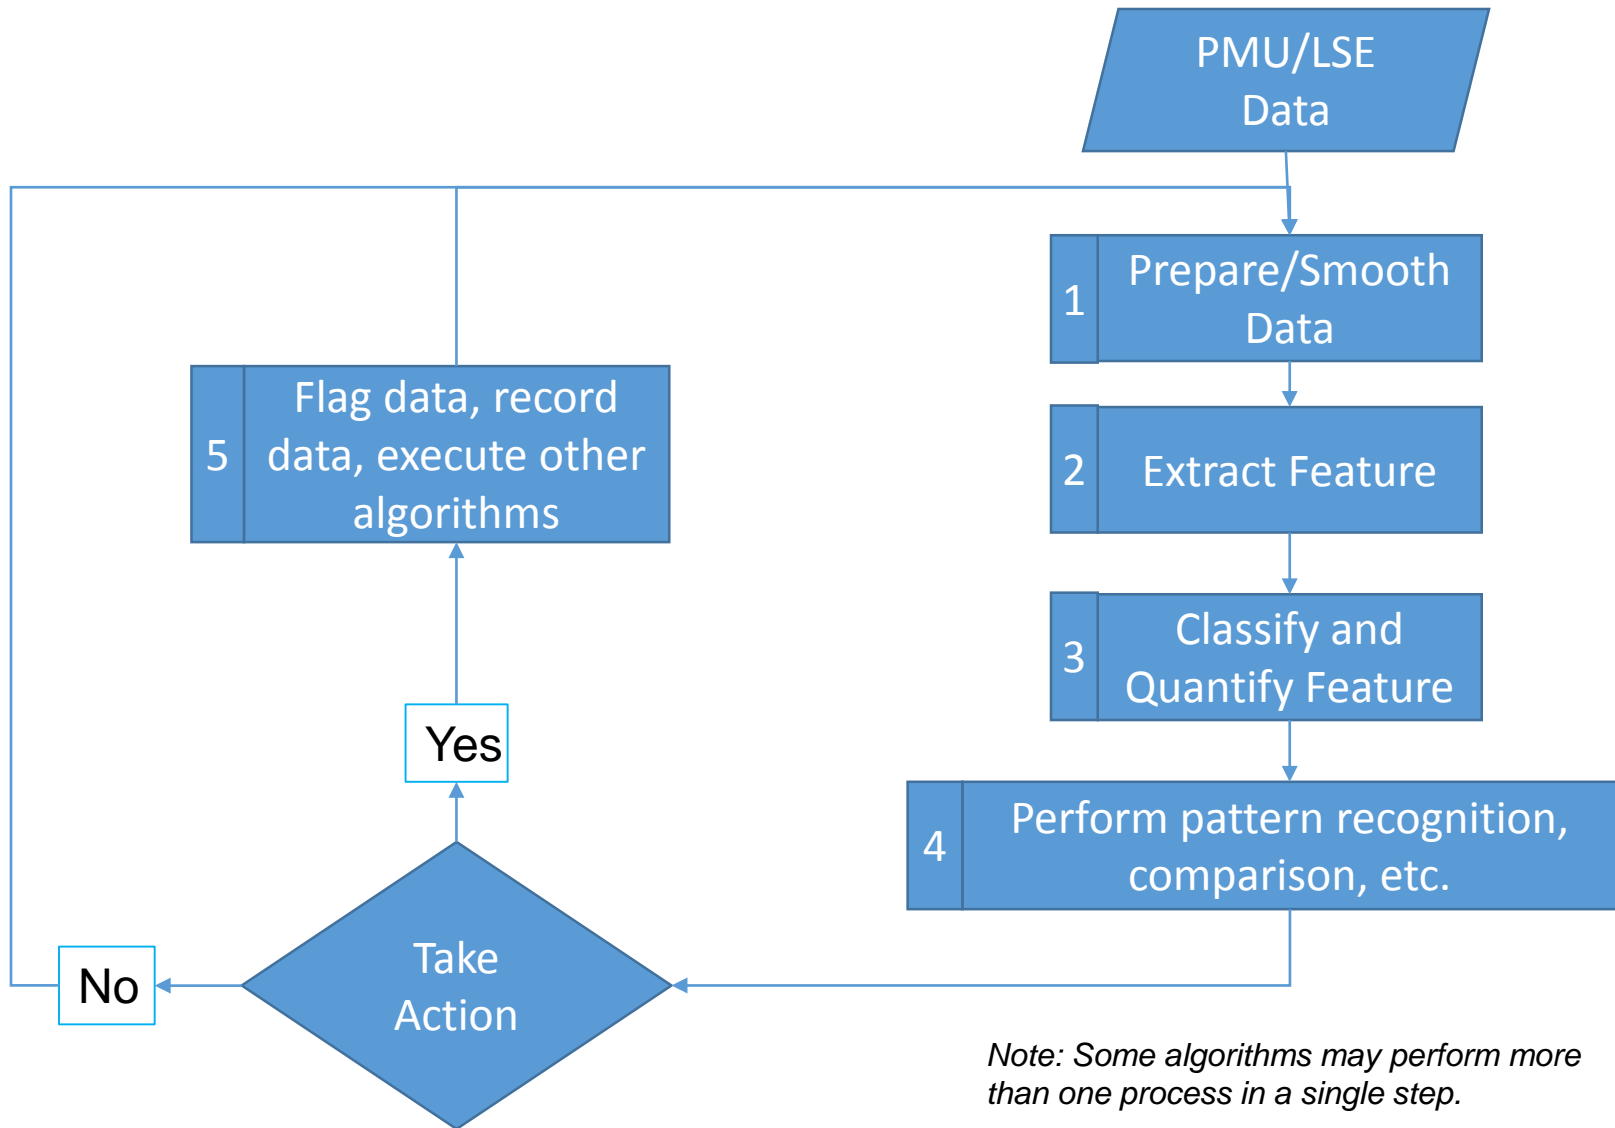 PMU/LSE
Data
1
Prepare/Smooth
Data
2
Extract Feature
3
Classify and
Quantify Feature
4
Perform pattern recognition,
comparison, etc.
Take
Action
No
Yes
5
Flag data, record
data, execute other
algorithms
Note: Some algorithms may perform more
than one process in a single step.